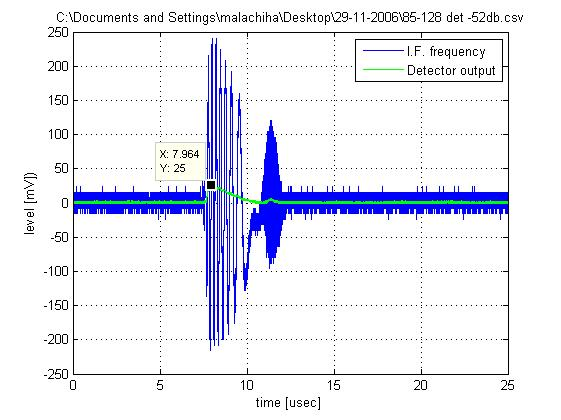 C:\Documents and Settings\malachiha\Desktop\29-11-2006\85-128 det -52db.csv
250
200
150
100
50
0
-50
-100
-150
-200
-250
level [mV])
I.F. frequency
Detector output
X: 7.964
Y: 25
0 5 10 15 20 25
time [usec]